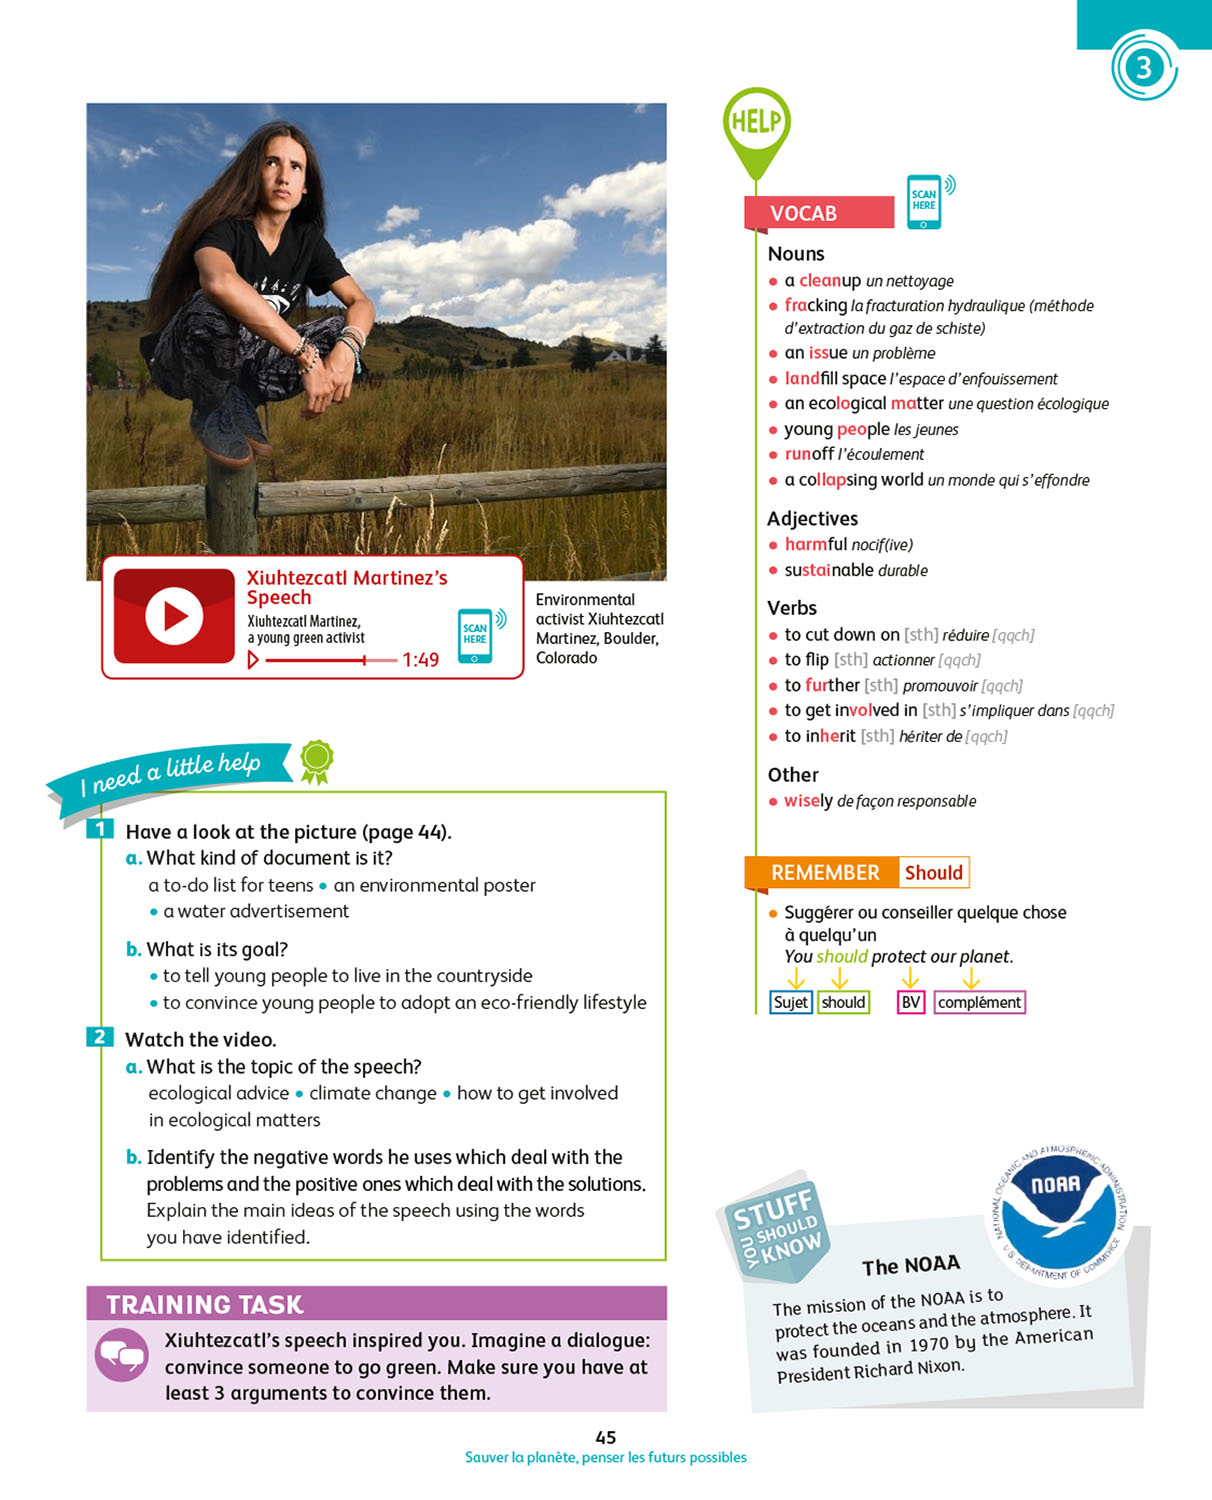 3
Xiuhtezcatl Martinez's
Speech
Xiuhtezcatl Martinez,
a young green activist
1:49
SCAN
HERE
Environmental
activist Xiuhtezcatl
Martinez, Boulder,
Colorado
I need a little help
1 Have a look at the picture (page 44).
a. What kind of document is it?
a to-do list for teens • an environmental poster
• a water advertisement
b. What is its goal?
• to tell young people to live in the countryside
• to convince young people to adopt an eco-friendly lifestyle
2 Watch the video.
a. What is the topic of the speech?
ecological advice • climate change • how to get involved
in ecological matters
b. Identify the negative words he uses which deal with the
problems and the positive ones which deal with the solutions.
Explain the main ideas of the speech using the words
you have identified.
TRAINING TASK
Xiuhtezcatl's speech inspired you. Imagine a dialogue:
convince someone to go green. Make sure you have at
least 3 arguments to convince them.
HELP
VOCAB
SCAN
HERE
Nouns
• a cleanup un nettoyage
• fracking la fracturation hydraulique (méthode
d'extraction du gaz de schiste)
• an issue un problème
• landfill space l'espace d'enfouissement
• an ecological matter une question écologique
• young people les jeunes
• runoff l'écoulement
• a collapsing world un monde qui s'effondre
Adjectives
• harmful nocif(ive)
• sustainable durable
Verbs
• to cut down on [sth] réduire [qqch]
• to flip [sth] actionner [qqch]
• to further [sth] promouvoir [qqch]
• to get involved in [sth] s'impliquer dans [qqch]
• to inherit [sth] hériter de [qqch]
Other
• wisely de façon responsable
REMEMBER Should
• Suggérer ou conseiller quelque chose
à quelqu'un
You should protect our planet.
Sujet should BV complément
STUFF
YOU SHOULD
KNOW
NATIONAL OCEANIC AND ATMOSPHERIC ADMINISTRATION
NOAA
U.S. DEPARTMENT OF COMMERCE
The NOAA
The mission of the NOAA is to
protect the oceans and the atmosphere. It
was founded in 1970 by the American
President Richard Nixon.
45
Sauver la planète, penser les futurs possibles